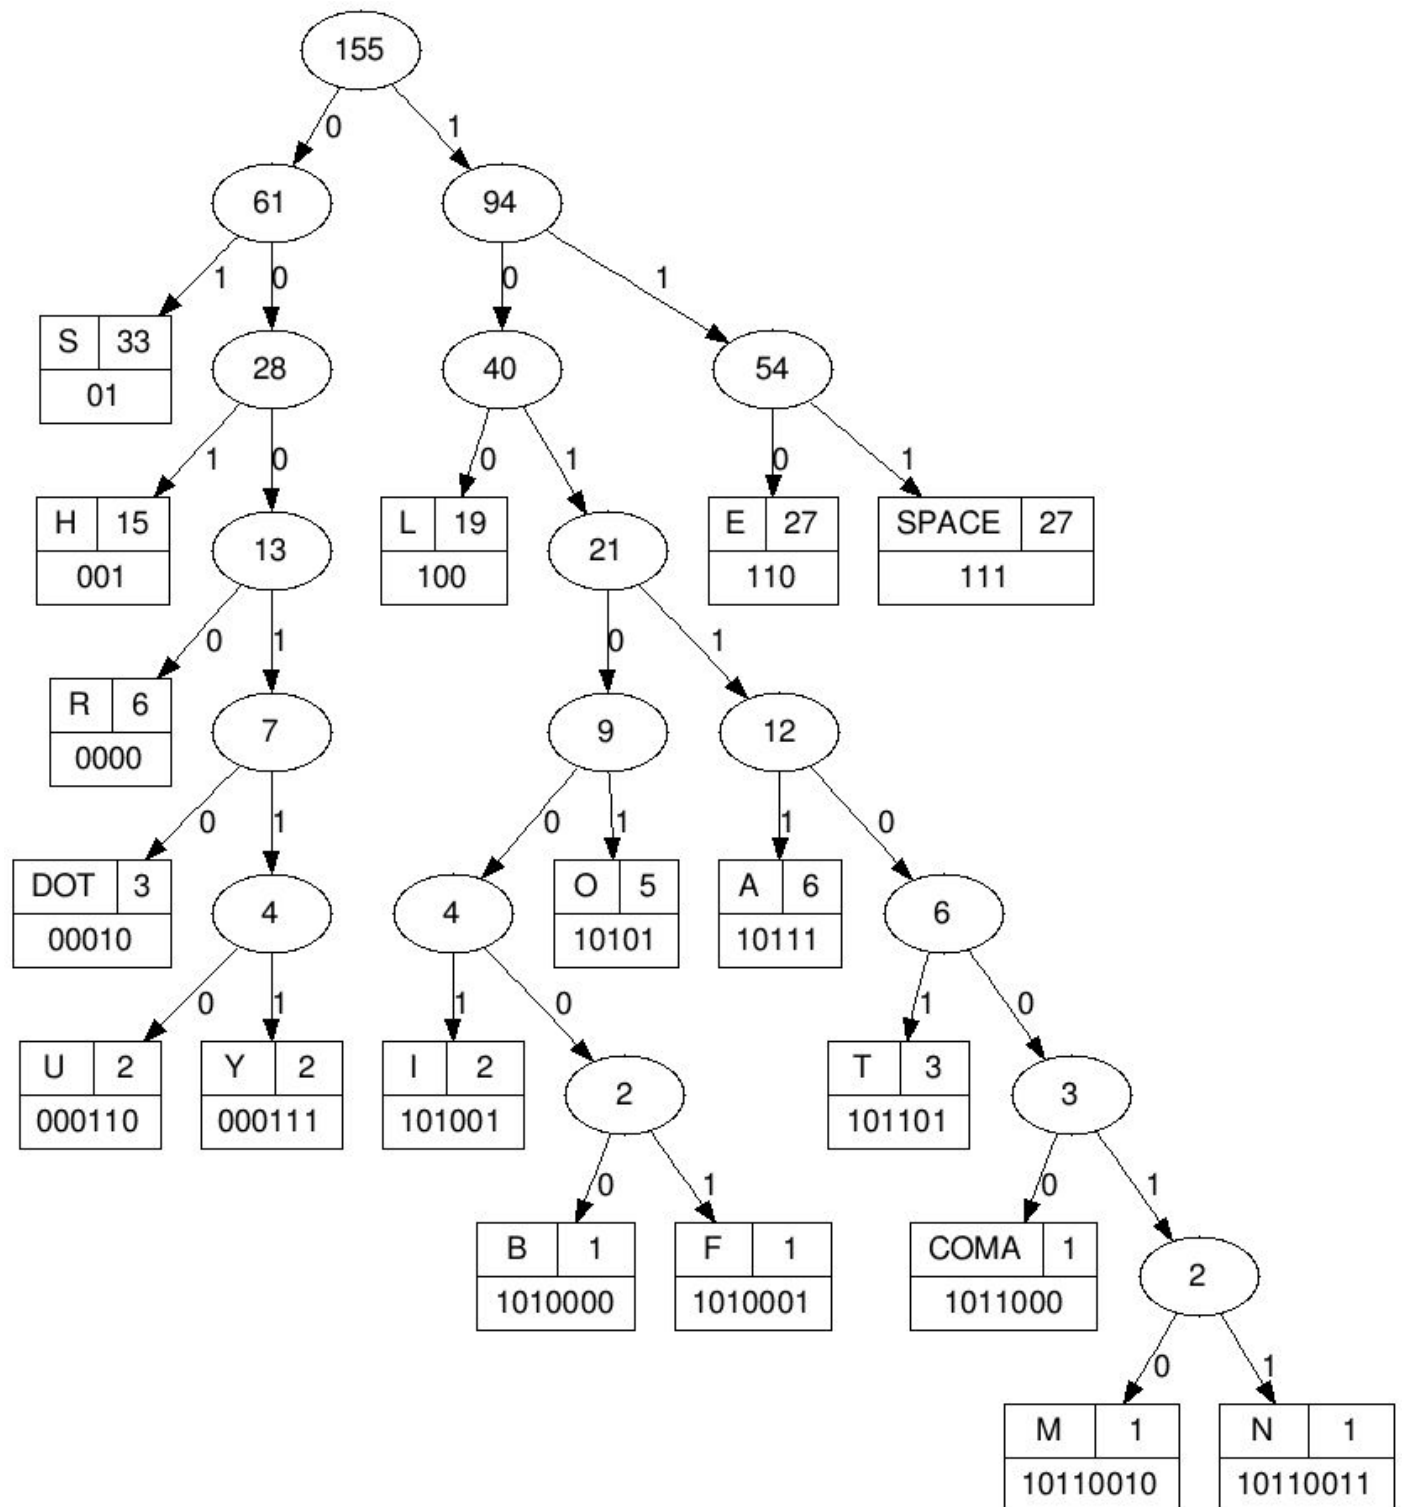 155
0 1
61 94
1 0 0 1
S 33 28 40 54
01
1 0 0 1 0 1
H 15 13 L 19 21 E 27 SPACE 27
001 100 110 111
0 1 0 1
R 6 7 9 12
0000
0 1 0 1 1 0
DOT 3 4 4 O 5 A 6 6
00010 10101 10111
0 1 1 0 1 0
U 2 Y 2 I 2 2 T 3 3
000110 000111 101001 101101
0 1 0 1
B 1 F 1 COMA 1 2
1010000 1010001 1011000
0 1
M 1 N 1
10110010 10110011